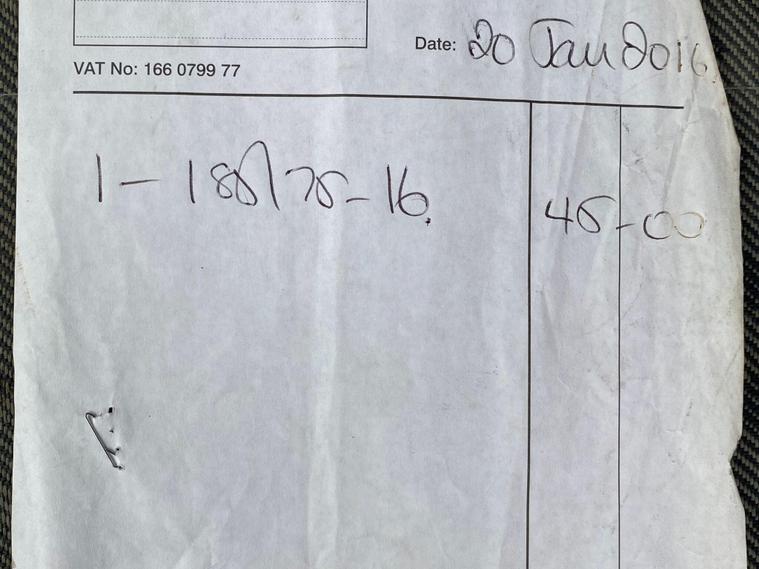 Date: 20 Jan 2016
VAT No: 166 0799 77
1 - 185/75-16.
45-00